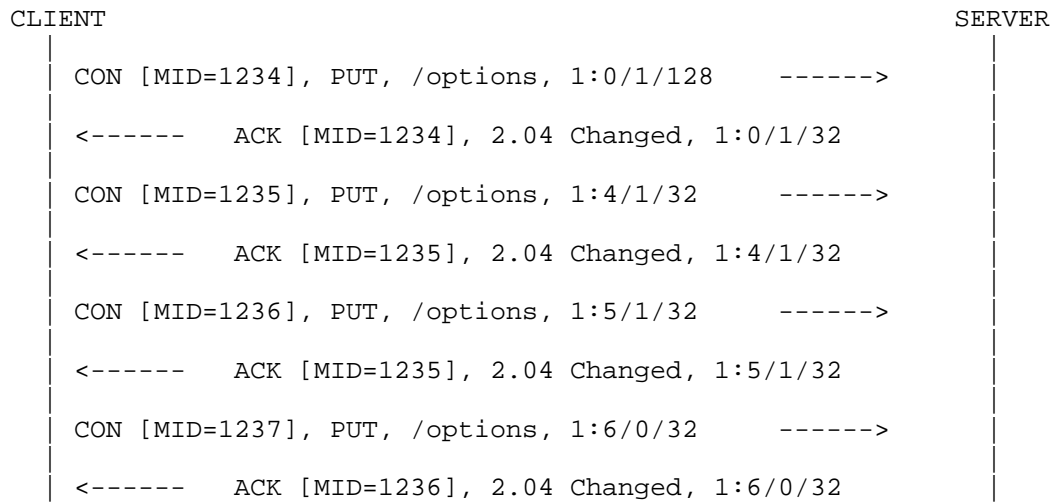 CLIENT                                                     SERVER
  |                                                          |
  | CON [MID=1234], PUT, /options, 1:0/1/128    ------>      |
  |                                                          |
  | <------   ACK [MID=1234], 2.04 Changed, 1:0/1/32         |
  |                                                          |
  | CON [MID=1235], PUT, /options, 1:4/1/32     ------>      |
  |                                                          |
  | <------   ACK [MID=1235], 2.04 Changed, 1:4/1/32         |
  |                                                          |
  | CON [MID=1236], PUT, /options, 1:5/1/32     ------>      |
  |                                                          |
  | <------   ACK [MID=1235], 2.04 Changed, 1:5/1/32         |
  |                                                          |
  | CON [MID=1237], PUT, /options, 1:6/0/32     ------>      |
  |                                                          |
  | <------   ACK [MID=1236], 2.04 Changed, 1:6/0/32         |